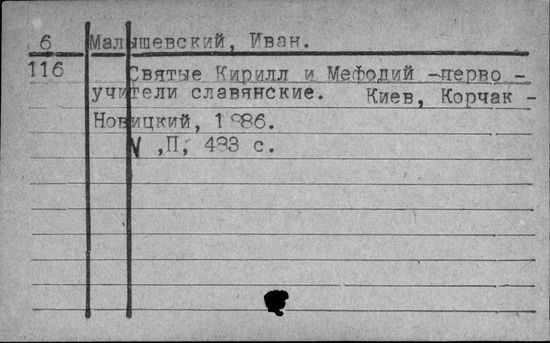 6 Малышевский, Иван.
116 Святые Кирилл и Мефодий -перво -
учители славянские. Киев, Корчак -
Новицкий, 1886.
V ,П, 483 с.